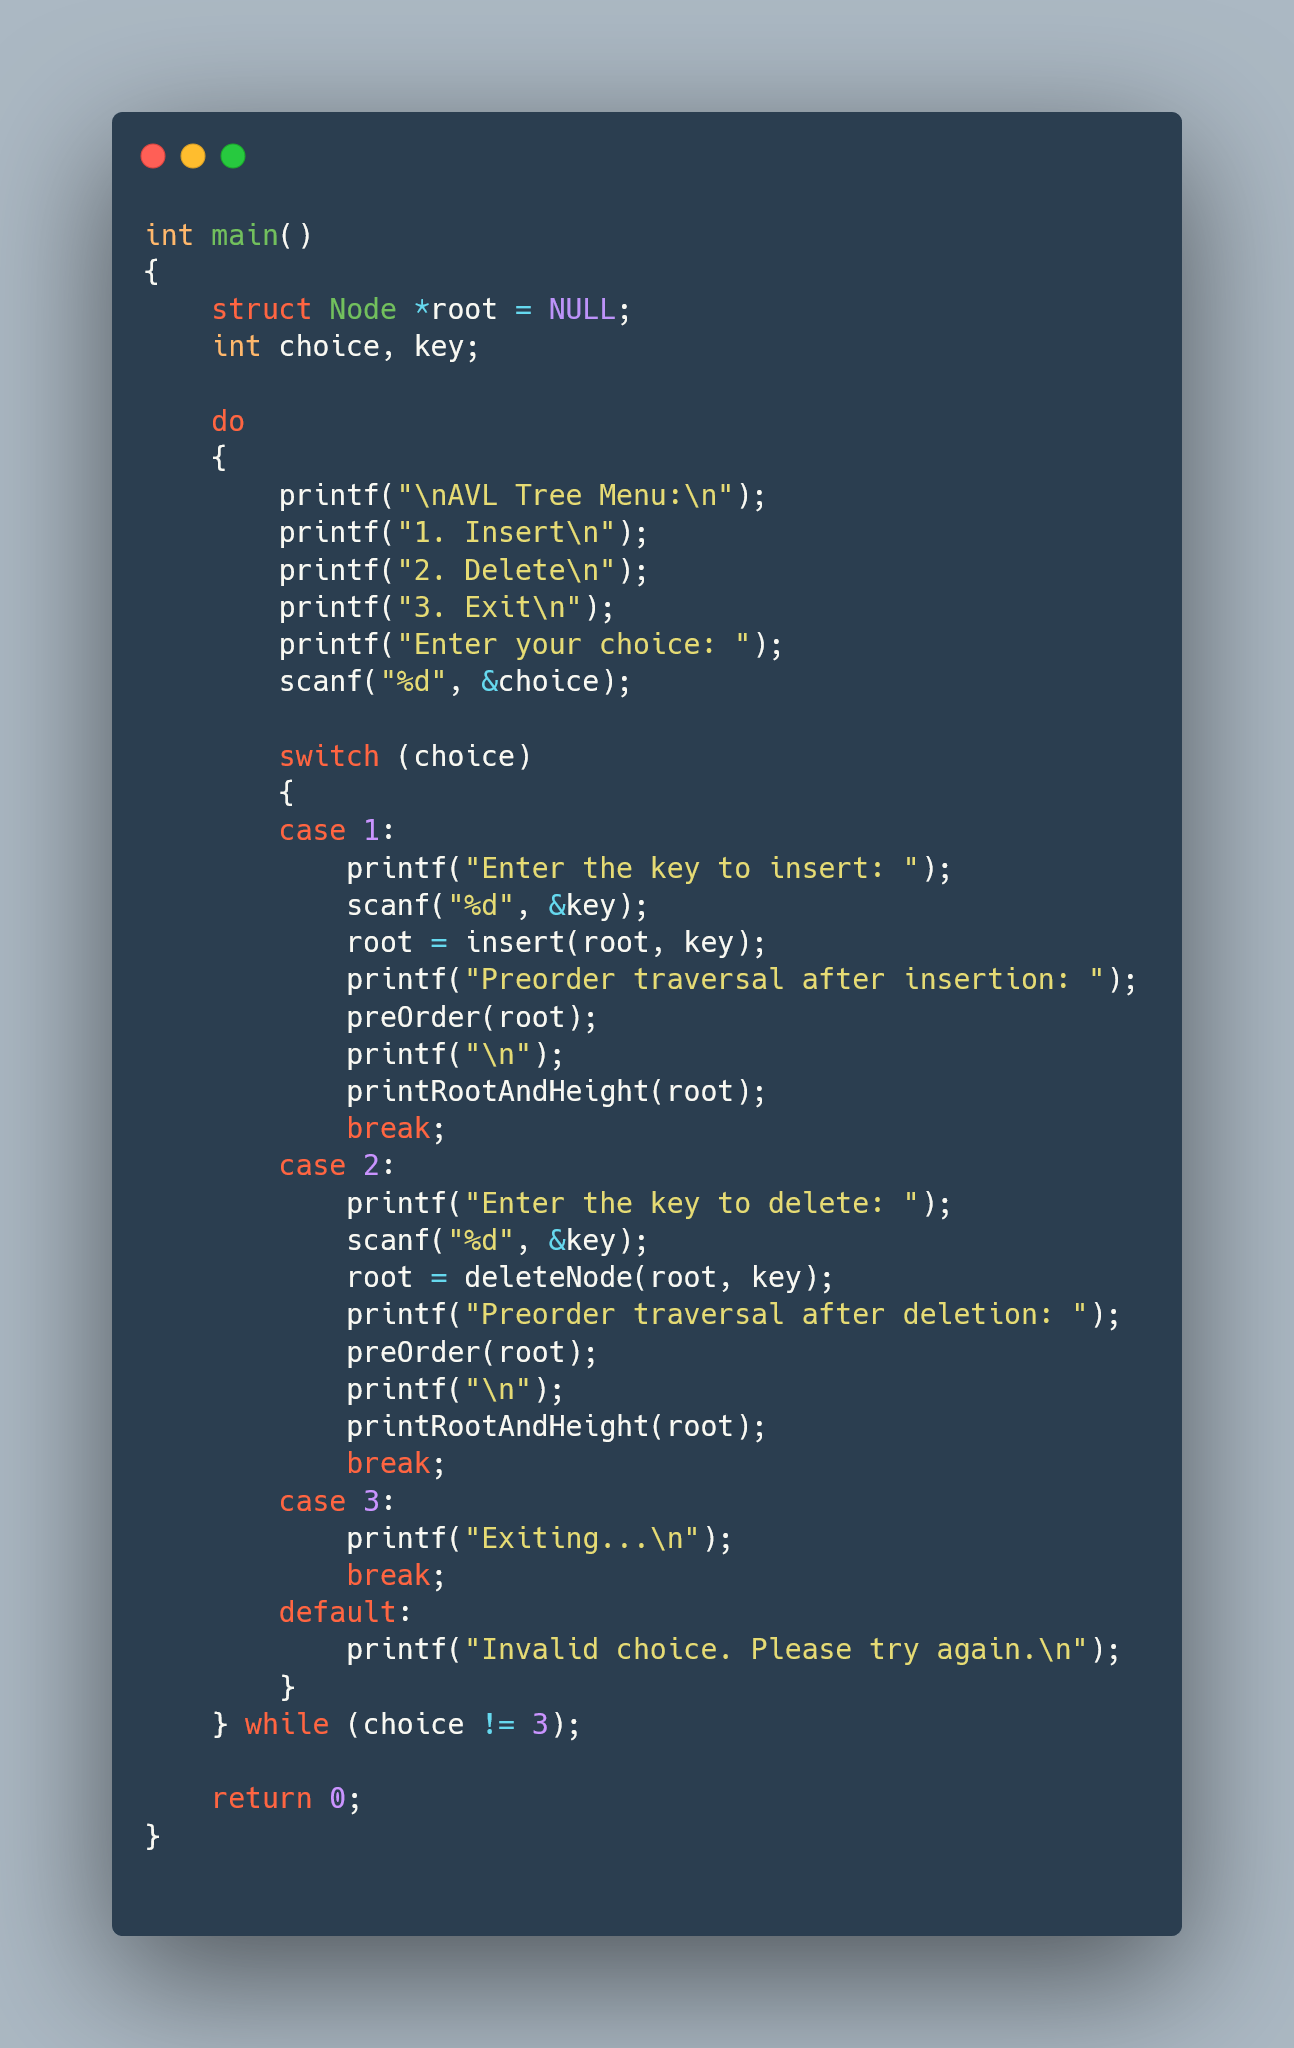 int main()
{
    struct Node *root = NULL;
    int choice, key;

    do
    {
        printf("\nAVL Tree Menu:\n");
        printf("1. Insert\n");
        printf("2. Delete\n");
        printf("3. Exit\n");
        printf("Enter your choice: ");
        scanf("%d", &choice);

        switch (choice)
        {
        case 1:
            printf("Enter the key to insert: ");
            scanf("%d", &key);
            root = insert(root, key);
            printf("Preorder traversal after insertion: ");
            preOrder(root);
            printf("\n");
            printRootAndHeight(root);
            break;
        case 2:
            printf("Enter the key to delete: ");
            scanf("%d", &key);
            root = deleteNode(root, key);
            printf("Preorder traversal after deletion: ");
            preOrder(root);
            printf("\n");
            printRootAndHeight(root);
            break;
        case 3:
            printf("Exiting...\n");
            break;
        default:
            printf("Invalid choice. Please try again.\n");
        }
    } while (choice != 3);

    return 0;
}